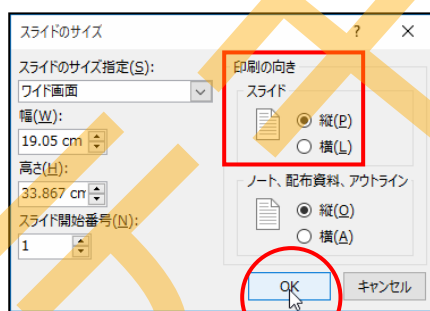 スライドのサイズ ? ×
スライドのサイズ指定(S):
ワイド画面
幅(W):
19.05 cm
高さ(H):
33.867 cm
スライド開始番号(N):
1
印刷の向き
スライド
縦(P)
横(L)
ノート、配布資料、アウトライン
縦(O)
横(A)
OK
キャンセル